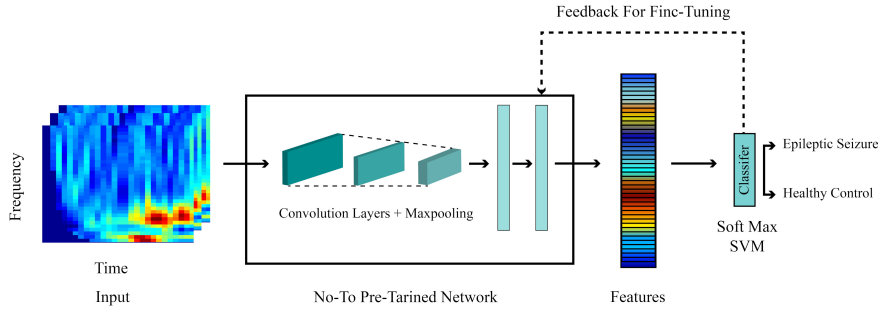 Feedback For Finc-Tuning
Frequency
Time
Input
Convolution Layers + Maxpooling
No-To Pre-Tarined Network
Features
Classifer
Soft Max
SVM
Epileptic Seizure
Healthy Control